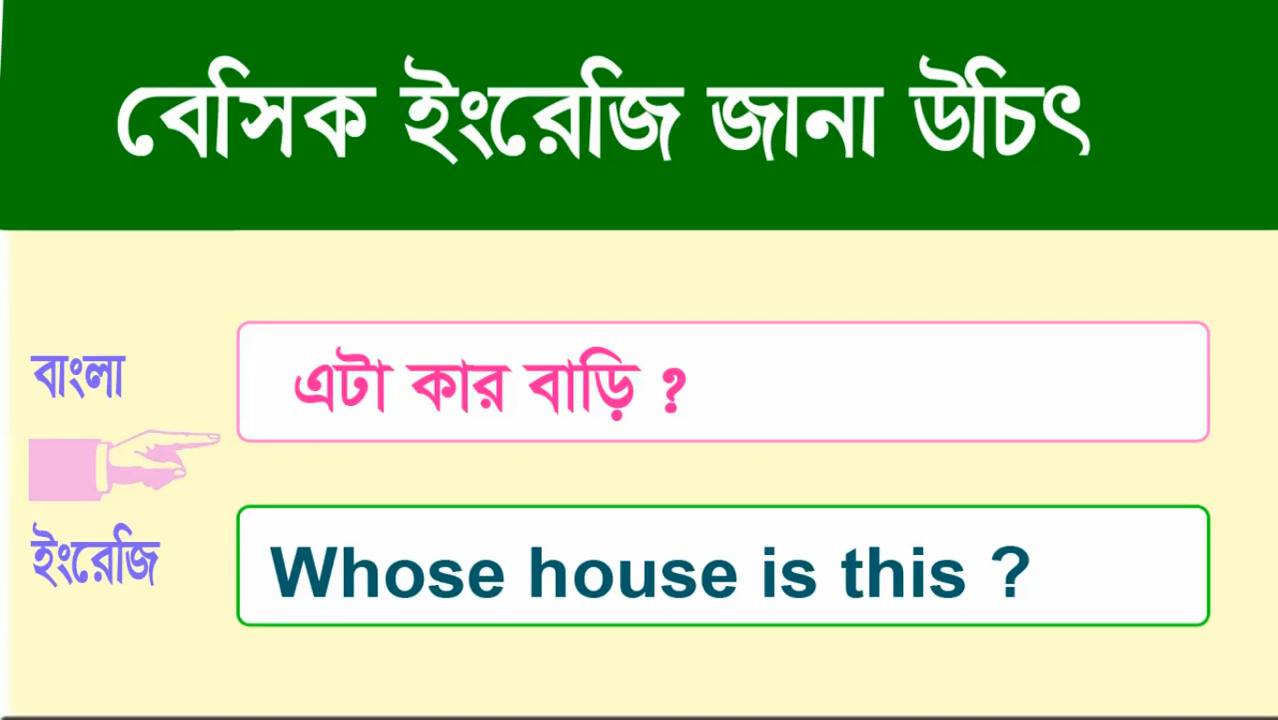 বেসিক ইংরেজি জানা উচিৎ
বাংলা
এটা কার বাড়ি ?
ইংরেজি
Whose house is this ?